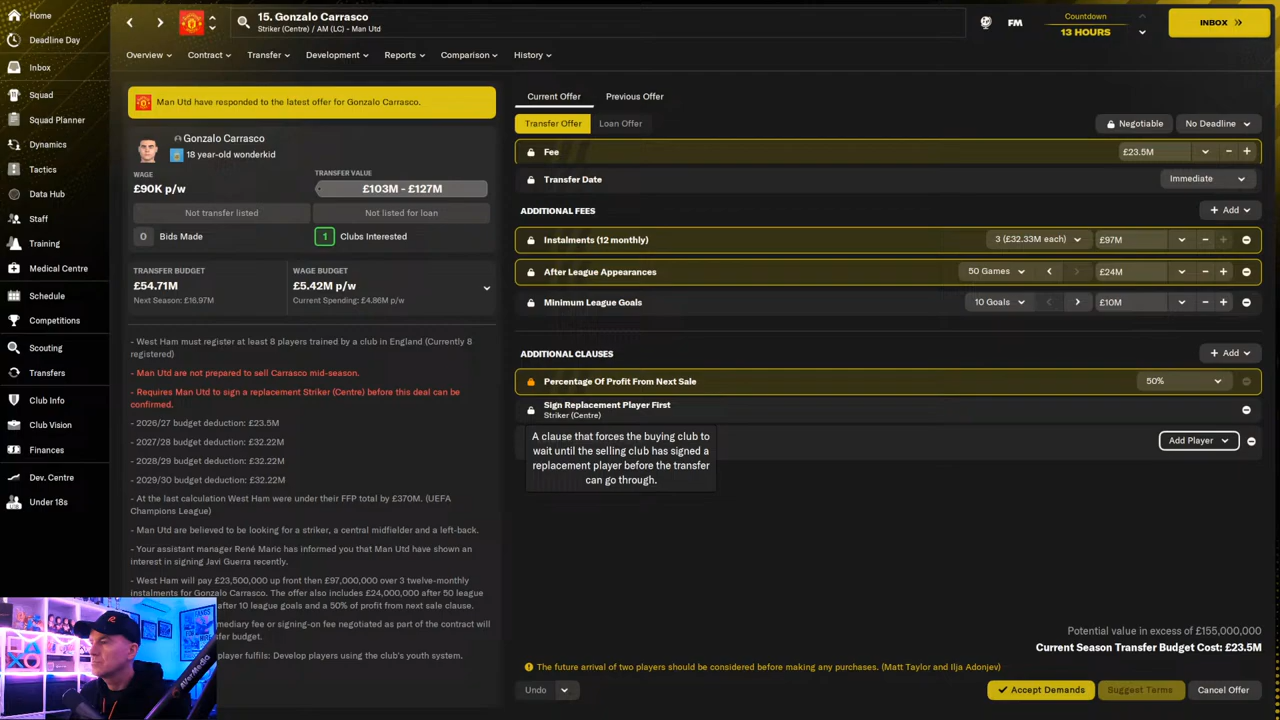 Home
Deadline Day
Inbox
Squad
Squad Planner
Dynamics
Tactics
Data Hub
Staff
Training
Medical Centre
Schedule
Competitions
Scouting
Transfers
Club Info
Club Vision
Finances
Dev. Centre
Under 18s
15. Gonzalo Carrasco
Striker (Centre) / AM (LC) - Man Utd
FM
Countdown
13 HOURS
INBOX
Overview Contract Transfer Development Reports Comparison History
Man Utd have responded to the latest offer for Gonzalo Carrasco.
Gonzalo Carrasco
18 year-old wonderkid
WAGE
£90K p/w
TRANSFER VALUE
£103M - £127M
Not transfer listed
Not listed for loan
0 Bids Made
1 Clubs Interested
TRANSFER BUDGET
£54.71M
Next Season: £16.97M
WAGE BUDGET
£5.42M p/w
Current Spending: £4.86M p/w
- West Ham must register at least 8 players trained by a club in England (Currently 8
registered)
- Man Utd are not prepared to sell Carrasco mid-season.
- Requires Man Utd to sign a replacement Striker (Centre) before this deal can be
confirmed.
- 2026/27 budget deduction: £23.5M
- 2027/28 budget deduction: £32.22M
- 2028/29 budget deduction: £32.22M
- 2029/30 budget deduction: £32.22M
- At the last calculation West Ham were under their FFP total by £370M. (UEFA
Champions League)
- Man Utd are believed to be looking for a striker, a central midfielder and a left-back.
- Your assistant manager René Maric has informed you that Man Utd have shown an
interest in signing Javi Guerra recently.
- West Ham will pay £23,500,000 up front then £97,000,000 over 3 twelve-monthly
instalments for Gonzalo Carrasco. The offer also includes £24,000,000 after 50 league
after 10 league goals and a 50% of profit from next sale clause.
mediary fee or signing-on fee negotiated as part of the contract will
sfer budget.
player fulfils: Develop players using the club's youth system.
Current Offer Previous Offer
Transfer Offer Loan Offer
Negotiable No Deadline
Fee £23.5M
Transfer Date Immediate
ADDITIONAL FEES + Add
Instalments (12 monthly) 3 (£32.33M each) £97M
After League Appearances 50 Games £24M
Minimum League Goals 10 Goals £10M
ADDITIONAL CLAUSES + Add
Percentage Of Profit From Next Sale 50%
Sign Replacement Player First
Striker (Centre)
Add Player
A clause that forces the buying club to
wait until the selling club has signed a
replacement player before the transfer
can go through.
Potential value in excess of £155,000,000
Current Season Transfer Budget Cost: £23.5M
The future arrival of two players should be considered before making any purchases. (Matt Taylor and Ilja Adonjev)
Undo
Accept Demands Suggest Terms Cancel Offer